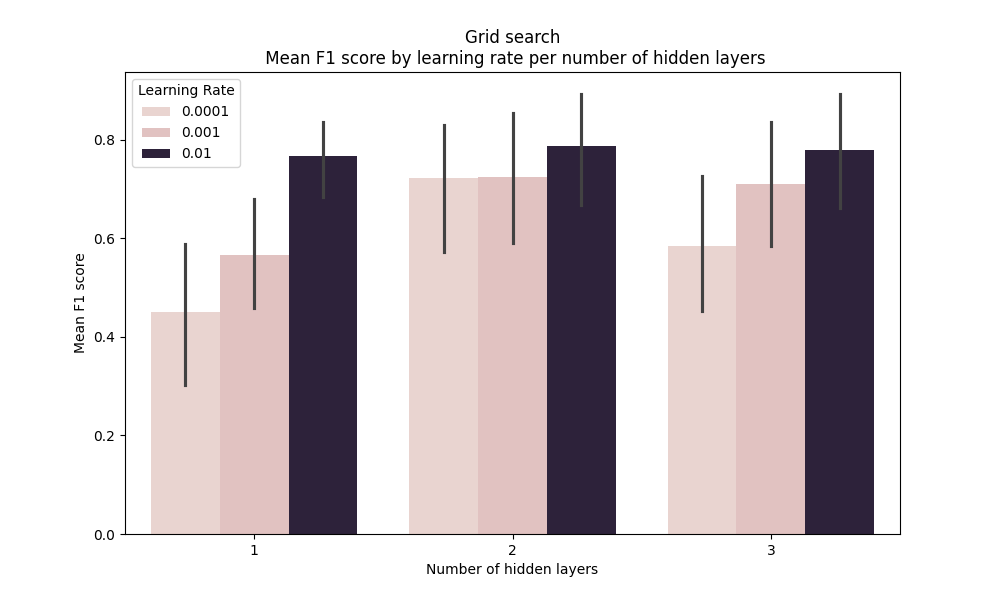 Grid search
Mean F1 score by learning rate per number of hidden layers
Learning Rate
0.0001
0.001
0.01
Mean F1 score
0.8
0.6
0.4
0.2
0.0
1
2
3
Number of hidden layers